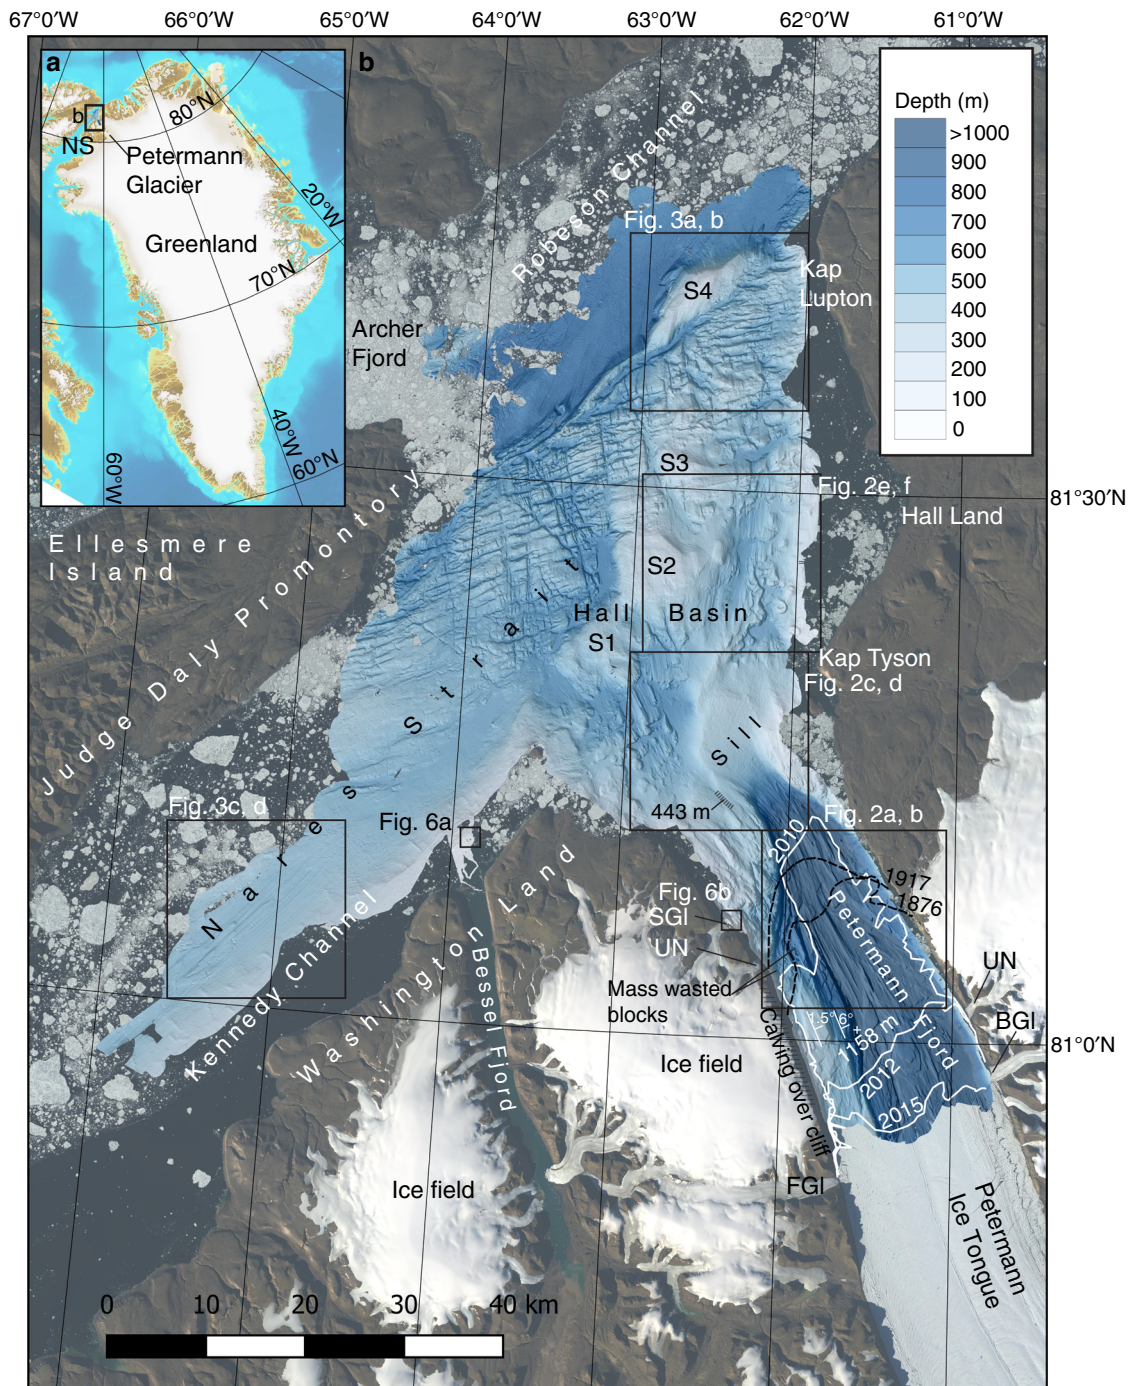 67°0′W 66°0′W 65°0′W 64°0′W 63°0′W 62°0′W 61°0′W
a
b
b
NS
80°N
Petermann
Glacier
20°W
Greenland
70°N
40°W
60°N
60°W
Depth (m)
>1000
900
800
700
600
500
400
300
200
100
0
Robeson Channel
Fig. 3a, b
S4
Kap
Lupton
Archer
Fjord
S3
Fig. 2e, f
81°30′N
Hall Land
Ellesmere
Island
Judge Daly Promontory
S2
Hall Basin
S1
Kap Tyson
Fig. 2c, d
Nares Strait
Sill
443 m
Fig. 3c, d
Fig. 6a
Fig. 2a, b
2010
1917
1876
Petermann Fjord
Washington Land
Fig. 6b
SGl
UN
UN
Bessel Fjord
Mass wasted
blocks
BGl
Kennedy Channel
Calving over cliff
1.5° 6°
1158 m
81°0′N
2012
2015
Ice field
Ice field
FGl
Petermann
Ice Tongue
0 10 20 30 40 km